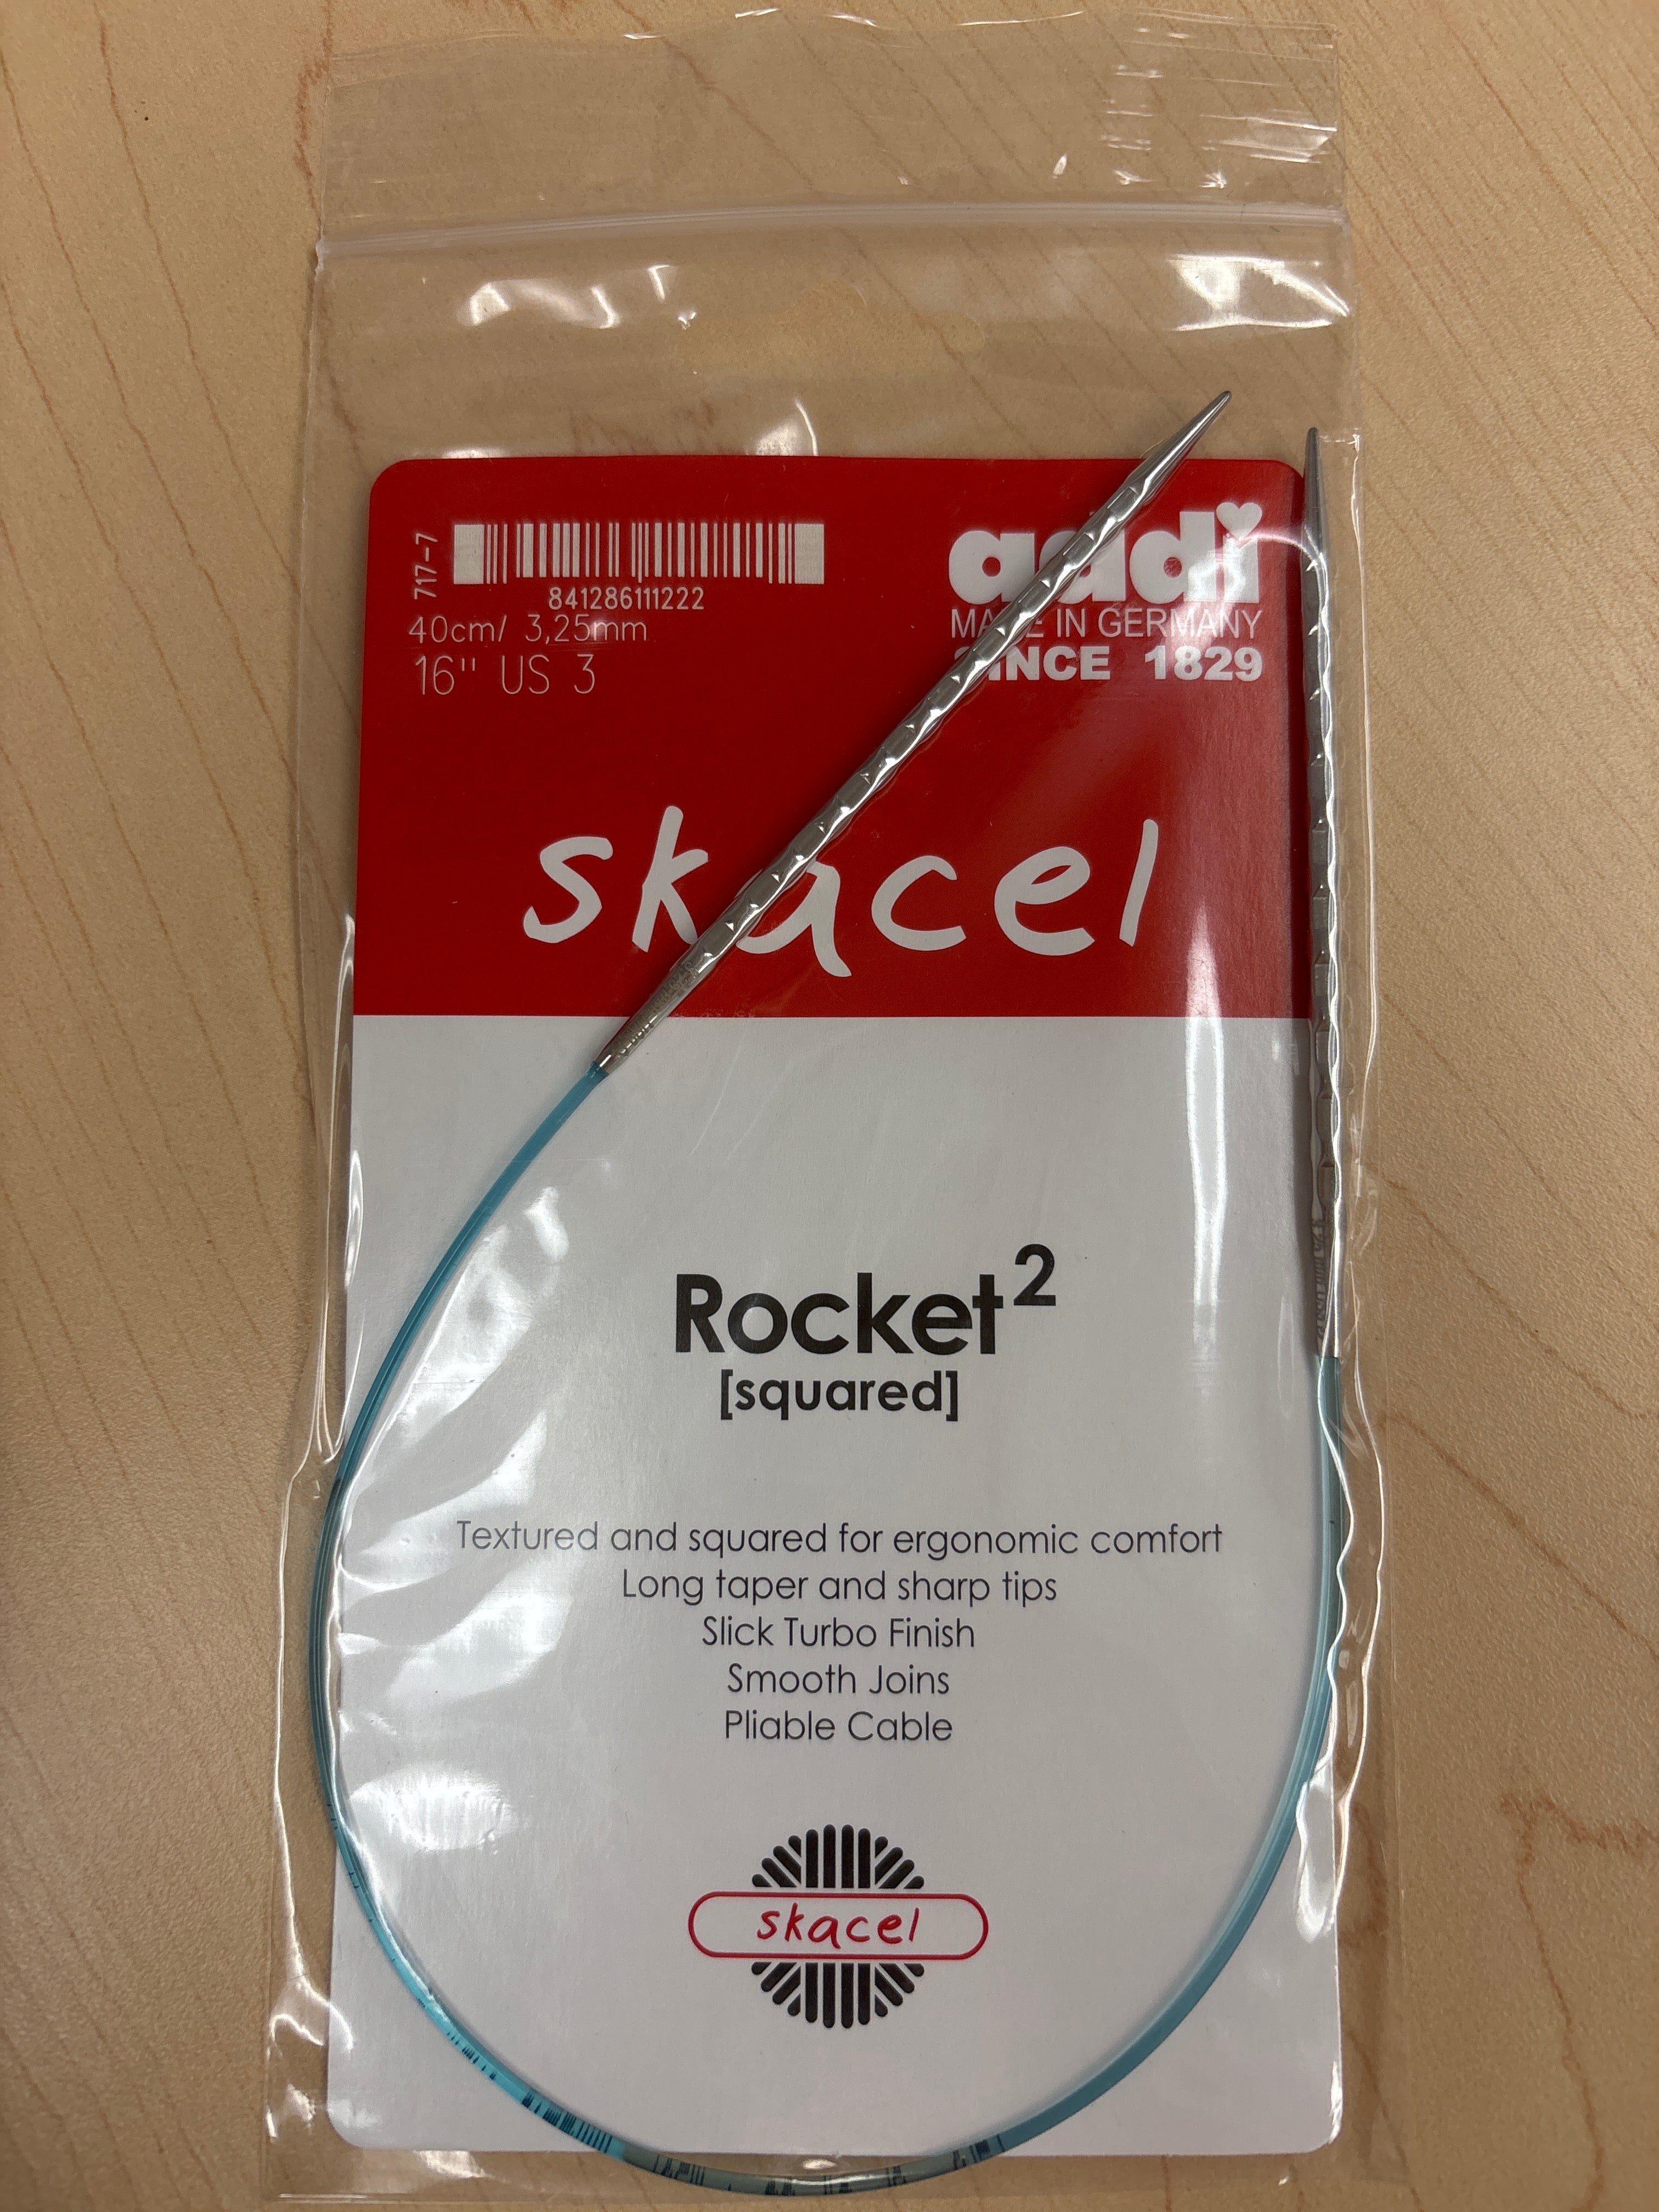 717-7
841286111222
40cm/ 3,25mm
16" US 3
addi
MADE IN GERMANY
SINCE 1829
skacel
Rocket²
[squared]
Textured and squared for ergonomic comfort
Long taper and sharp tips
Slick Turbo Finish
Smooth Joins
Pliable Cable
skacel